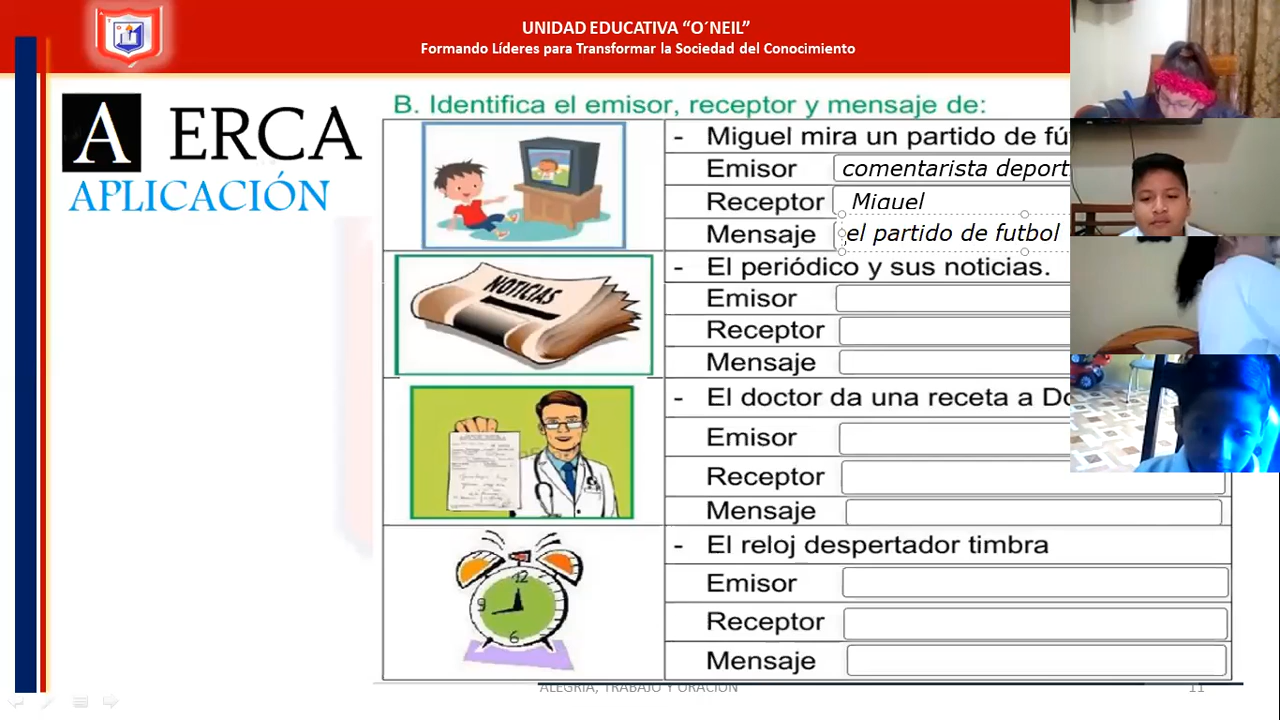 UNIDAD EDUCATIVA “O´NEIL”
Formando Líderes para Transformar la Sociedad del Conocimiento
A ERCA
APLICACIÓN
B. Identifica el emisor, receptor y mensaje de:
- Miguel mira un partido de fú
Emisor comentarista deport
Receptor Miguel
Mensaje el partido de futbol
NOTICIAS
- El periódico y sus noticias.
Emisor
Receptor
Mensaje
- El doctor da una receta a Do
Emisor
Receptor
Mensaje
12
9
6
- El reloj despertador timbra
Emisor
Receptor
Mensaje
ALEGRÍA, TRABAJO Y ORACIÓN
11